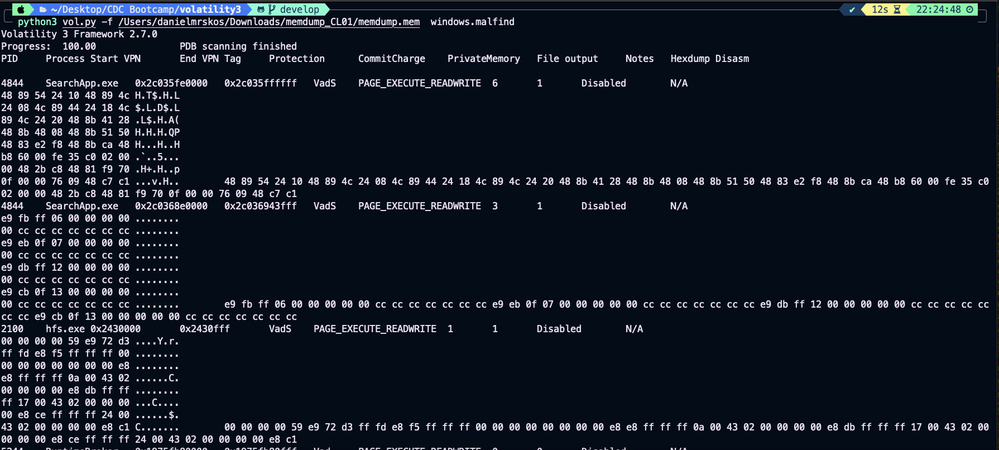 ~/Desktop/CDC Bootcamp/volatility3 develop ✔ 12s 22:24:48
python3 vol.py -f /Users/danielmrskos/Downloads/memdump_CL01/memdump.mem windows.malfind
Volatility 3 Framework 2.7.0
Progress: 100.00 PDB scanning finished
PID Process Start VPN End VPN Tag Protection CommitCharge PrivateMemory File output Notes Hexdump Disasm
4844 SearchApp.exe 0x2c035fe0000 0x2c035ffffff VadS PAGE_EXECUTE_READWRITE 6 1 Disabled N/A
48 89 54 24 10 48 89 4c H.T$.H.L
24 08 4c 89 44 24 18 4c $.L.D$.L
89 4c 24 20 48 8b 41 28 .L$.H.A(
48 8b 48 08 48 8b 51 50 H.H.H.QP
48 83 e2 f8 48 8b ca 48 H...H..H
b8 60 00 fe 35 c0 02 00 .`..5...
00 48 2b c8 48 81 f9 70 .H+.H..p
0f 00 00 76 09 48 c7 c1 ...v.H.. 48 89 54 24 10 48 89 4c 24 08 4c 89 44 24 18 4c 89 4c 24 20 48 8b 41 28 48 8b 48 08 48 8b 51 50 48 83 e2 f8 48 8b ca 48 b8 60 00 fe 35 c0
02 00 00 48 2b c8 48 81 f9 70 0f 00 00 76 09 48 c7 c1
4844 SearchApp.exe 0x2c0368e0000 0x2c036943fff VadS PAGE_EXECUTE_READWRITE 3 1 Disabled N/A
e9 fb ff 06 00 00 00 00 ........
00 cc cc cc cc cc cc cc ........
e9 eb 0f 07 00 00 00 00 ........
00 cc cc cc cc cc cc cc ........
e9 db ff 12 00 00 00 00 ........
00 cc cc cc cc cc cc cc ........
e9 cb 0f 13 00 00 00 00 ........
00 cc cc cc cc cc cc cc ........ e9 fb ff 06 00 00 00 00 00 cc cc cc cc cc cc cc e9 eb 0f 07 00 00 00 00 00 cc cc cc cc cc cc cc e9 db ff 12 00 00 00 00 00 cc cc cc cc cc
cc cc e9 cb 0f 13 00 00 00 00 00 cc cc cc cc cc cc cc
2100 hfs.exe 0x2430000 0x2430fff VadS PAGE_EXECUTE_READWRITE 1 1 Disabled N/A
00 00 00 00 59 e9 72 d3 ....Y.r.
ff fd e8 f5 ff ff ff 00 ........
00 00 00 00 00 00 00 e8 ........
e8 ff ff ff 0a 00 43 02 ......C.
00 00 00 00 e8 db ff ff ........
ff 17 00 43 02 00 00 00 ...C....
00 e8 ce ff ff ff 24 00 ......$.
43 02 00 00 00 00 e8 c1 C....... 00 00 00 00 59 e9 72 d3 ff fd e8 f5 ff ff ff 00 00 00 00 00 00 00 00 e8 e8 ff ff ff 0a 00 43 02 00 00 00 00 e8 db ff ff ff 17 00 43 02 00
00 00 00 e8 ce ff ff ff 24 00 43 02 00 00 00 00 e8 c1